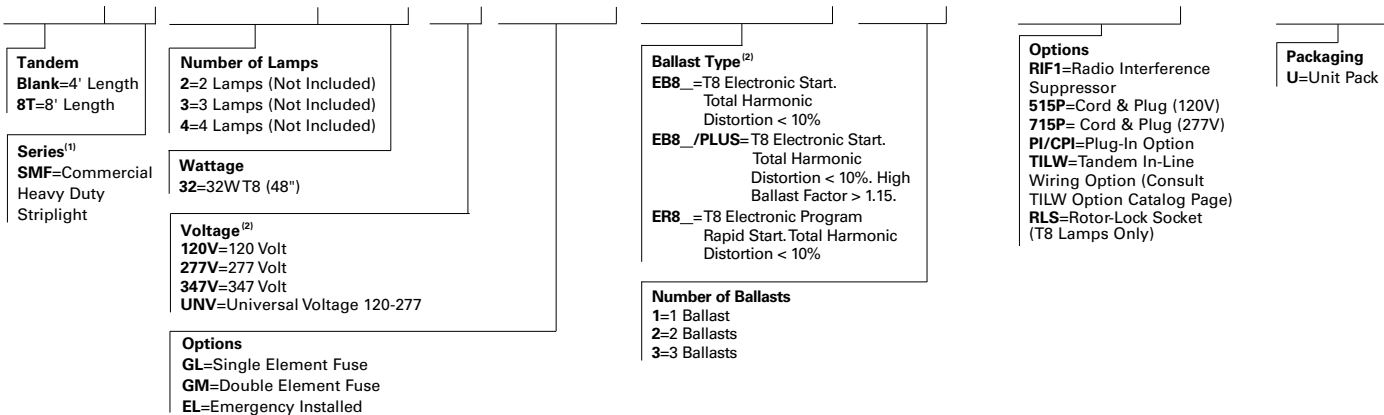 Tandem
Blank=4' Length
8T=8' Length
Series(1)
SMF=Commercial
Heavy Duty
Striplight
Number of Lamps
2=2 Lamps (Not Included)
3=3 Lamps (Not Included)
4=4 Lamps (Not Included)
Wattage
32=32W T8 (48")
Voltage(2)
120V=120 Volt
277V=277 Volt
347V=347 Volt
UNV=Universal Voltage 120-277
Options
GL=Single Element Fuse
GM=Double Element Fuse
EL=Emergency Installed
Ballast Type(2)
EB8__=T8 Electronic Start.
Total Harmonic
Distortion < 10%
EB8__/PLUS=T8 Electronic Start.
Total Harmonic
Distortion < 10%. High
Ballast Factor > 1.15.
ER8__=T8 Electronic Program
Rapid Start. Total Harmonic
Distortion < 10%
Number of Ballasts
1=1 Ballast
2=2 Ballasts
3=3 Ballasts
Options
RIF1=Radio Interference
Suppressor
515P=Cord & Plug (120V)
715P= Cord & Plug (277V)
PI/CPI=Plug-In Option
TILW=Tandem In-Line
Wiring Option (Consult
TILW Option Catalog Page)
RLS=Rotor-Lock Socket
(T8 Lamps Only)
Packaging
U=Unit Pack